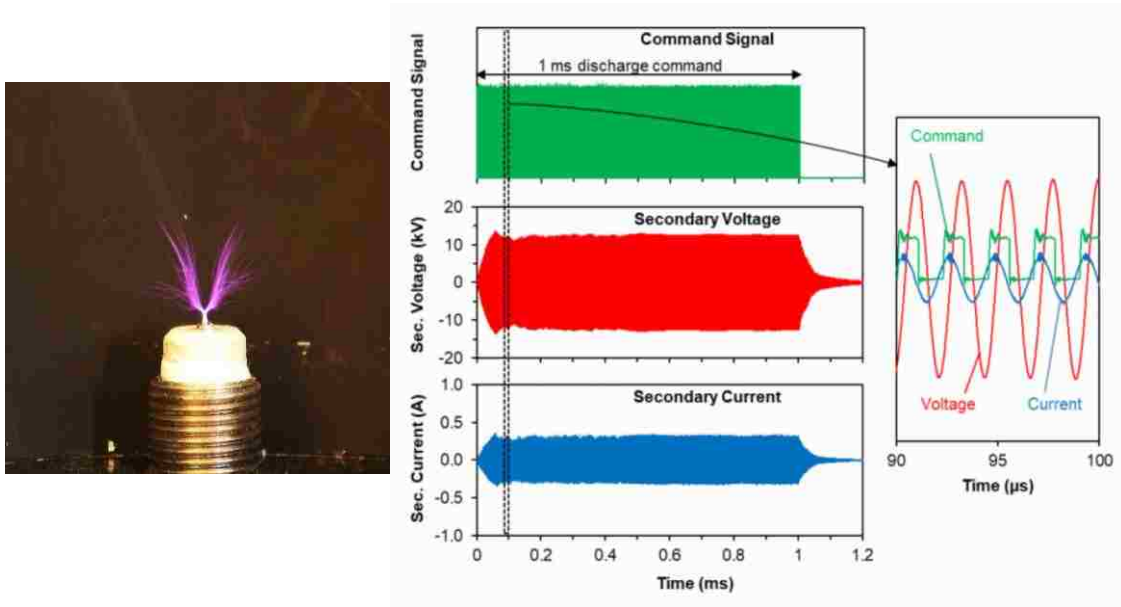 Command Signal
Command Signal
1 ms discharge command
20
10
0
-10
-20
Sec. Voltage (kV)
Secondary Voltage
1.0
0.5
0.0
-0.5
-1.0
Sec. Current (A)
Secondary Current
0 0.2 0.4 0.6 0.8 1 1.2
Time (ms)
Command
Voltage Current
90 95 100
Time (µs)